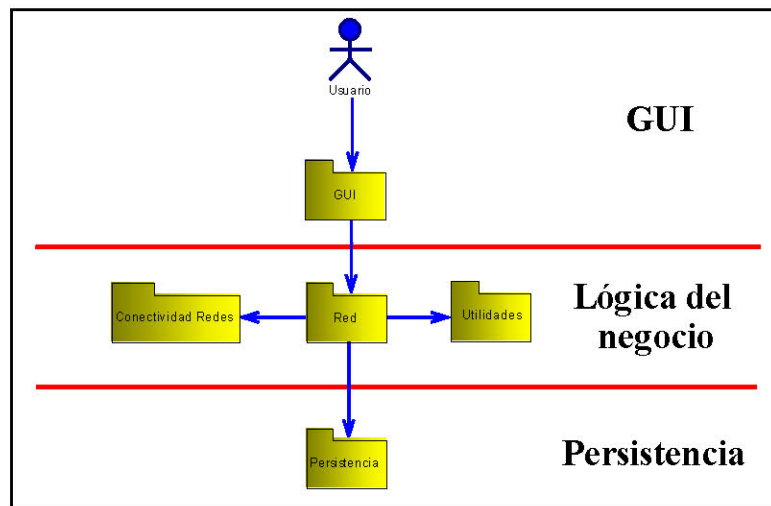 Usuario
GUI
GUI
Conectividad Redes
Red
Utilidades
Lógica del
negocio
Persistencia
Persistencia